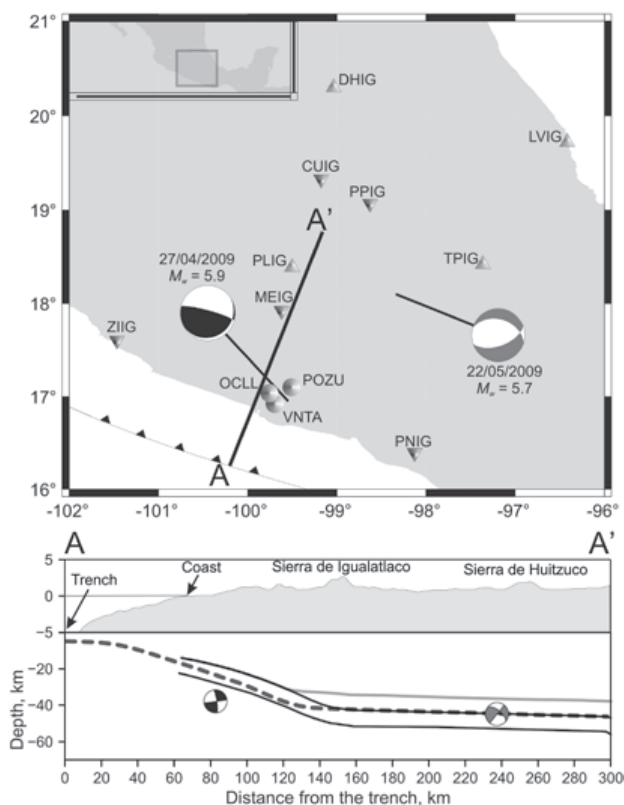 21°
20°
19°
18°
17°
16°
-102°
-101°
-100°
-99°
-98°
-97°
-96°
DHIG
LVIG
CUIG
PPIG
A'
27/04/2009
Mw = 5.9
PLIG
TPIG
MEIG
ZIIG
OCLL
POZU
VNTA
22/05/2009
Mw = 5.7
PNIG
A
A
A'
Trench
Coast
Sierra de Igualatlaco
Sierra de Huitzuco
5
0
-5
-20
-40
-60
Depth, km
0
20
40
60
80
100
120
140
160
180
200
220
240
260
280
300
Distance from the trench, km